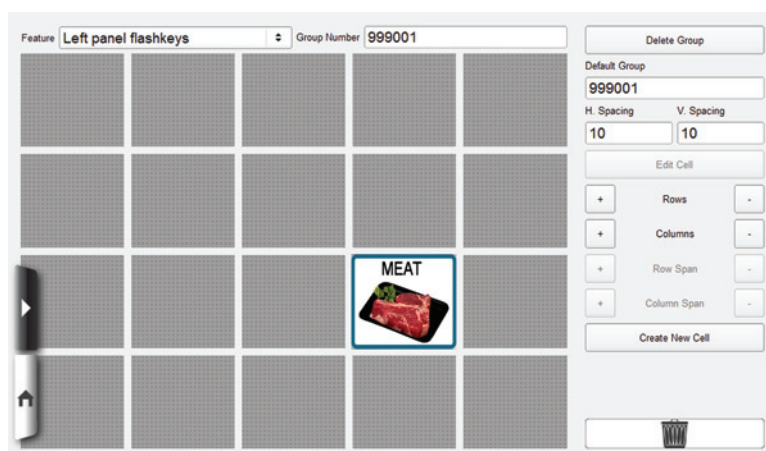 Feature Left panel flashkeys Group Number 999001
Delete Group
Default Group
999001
H. Spacing V. Spacing
10 10
Edit Cell
+ Rows -
+ Columns -
+ Row Span -
+ Column Span -
Create New Cell
MEAT